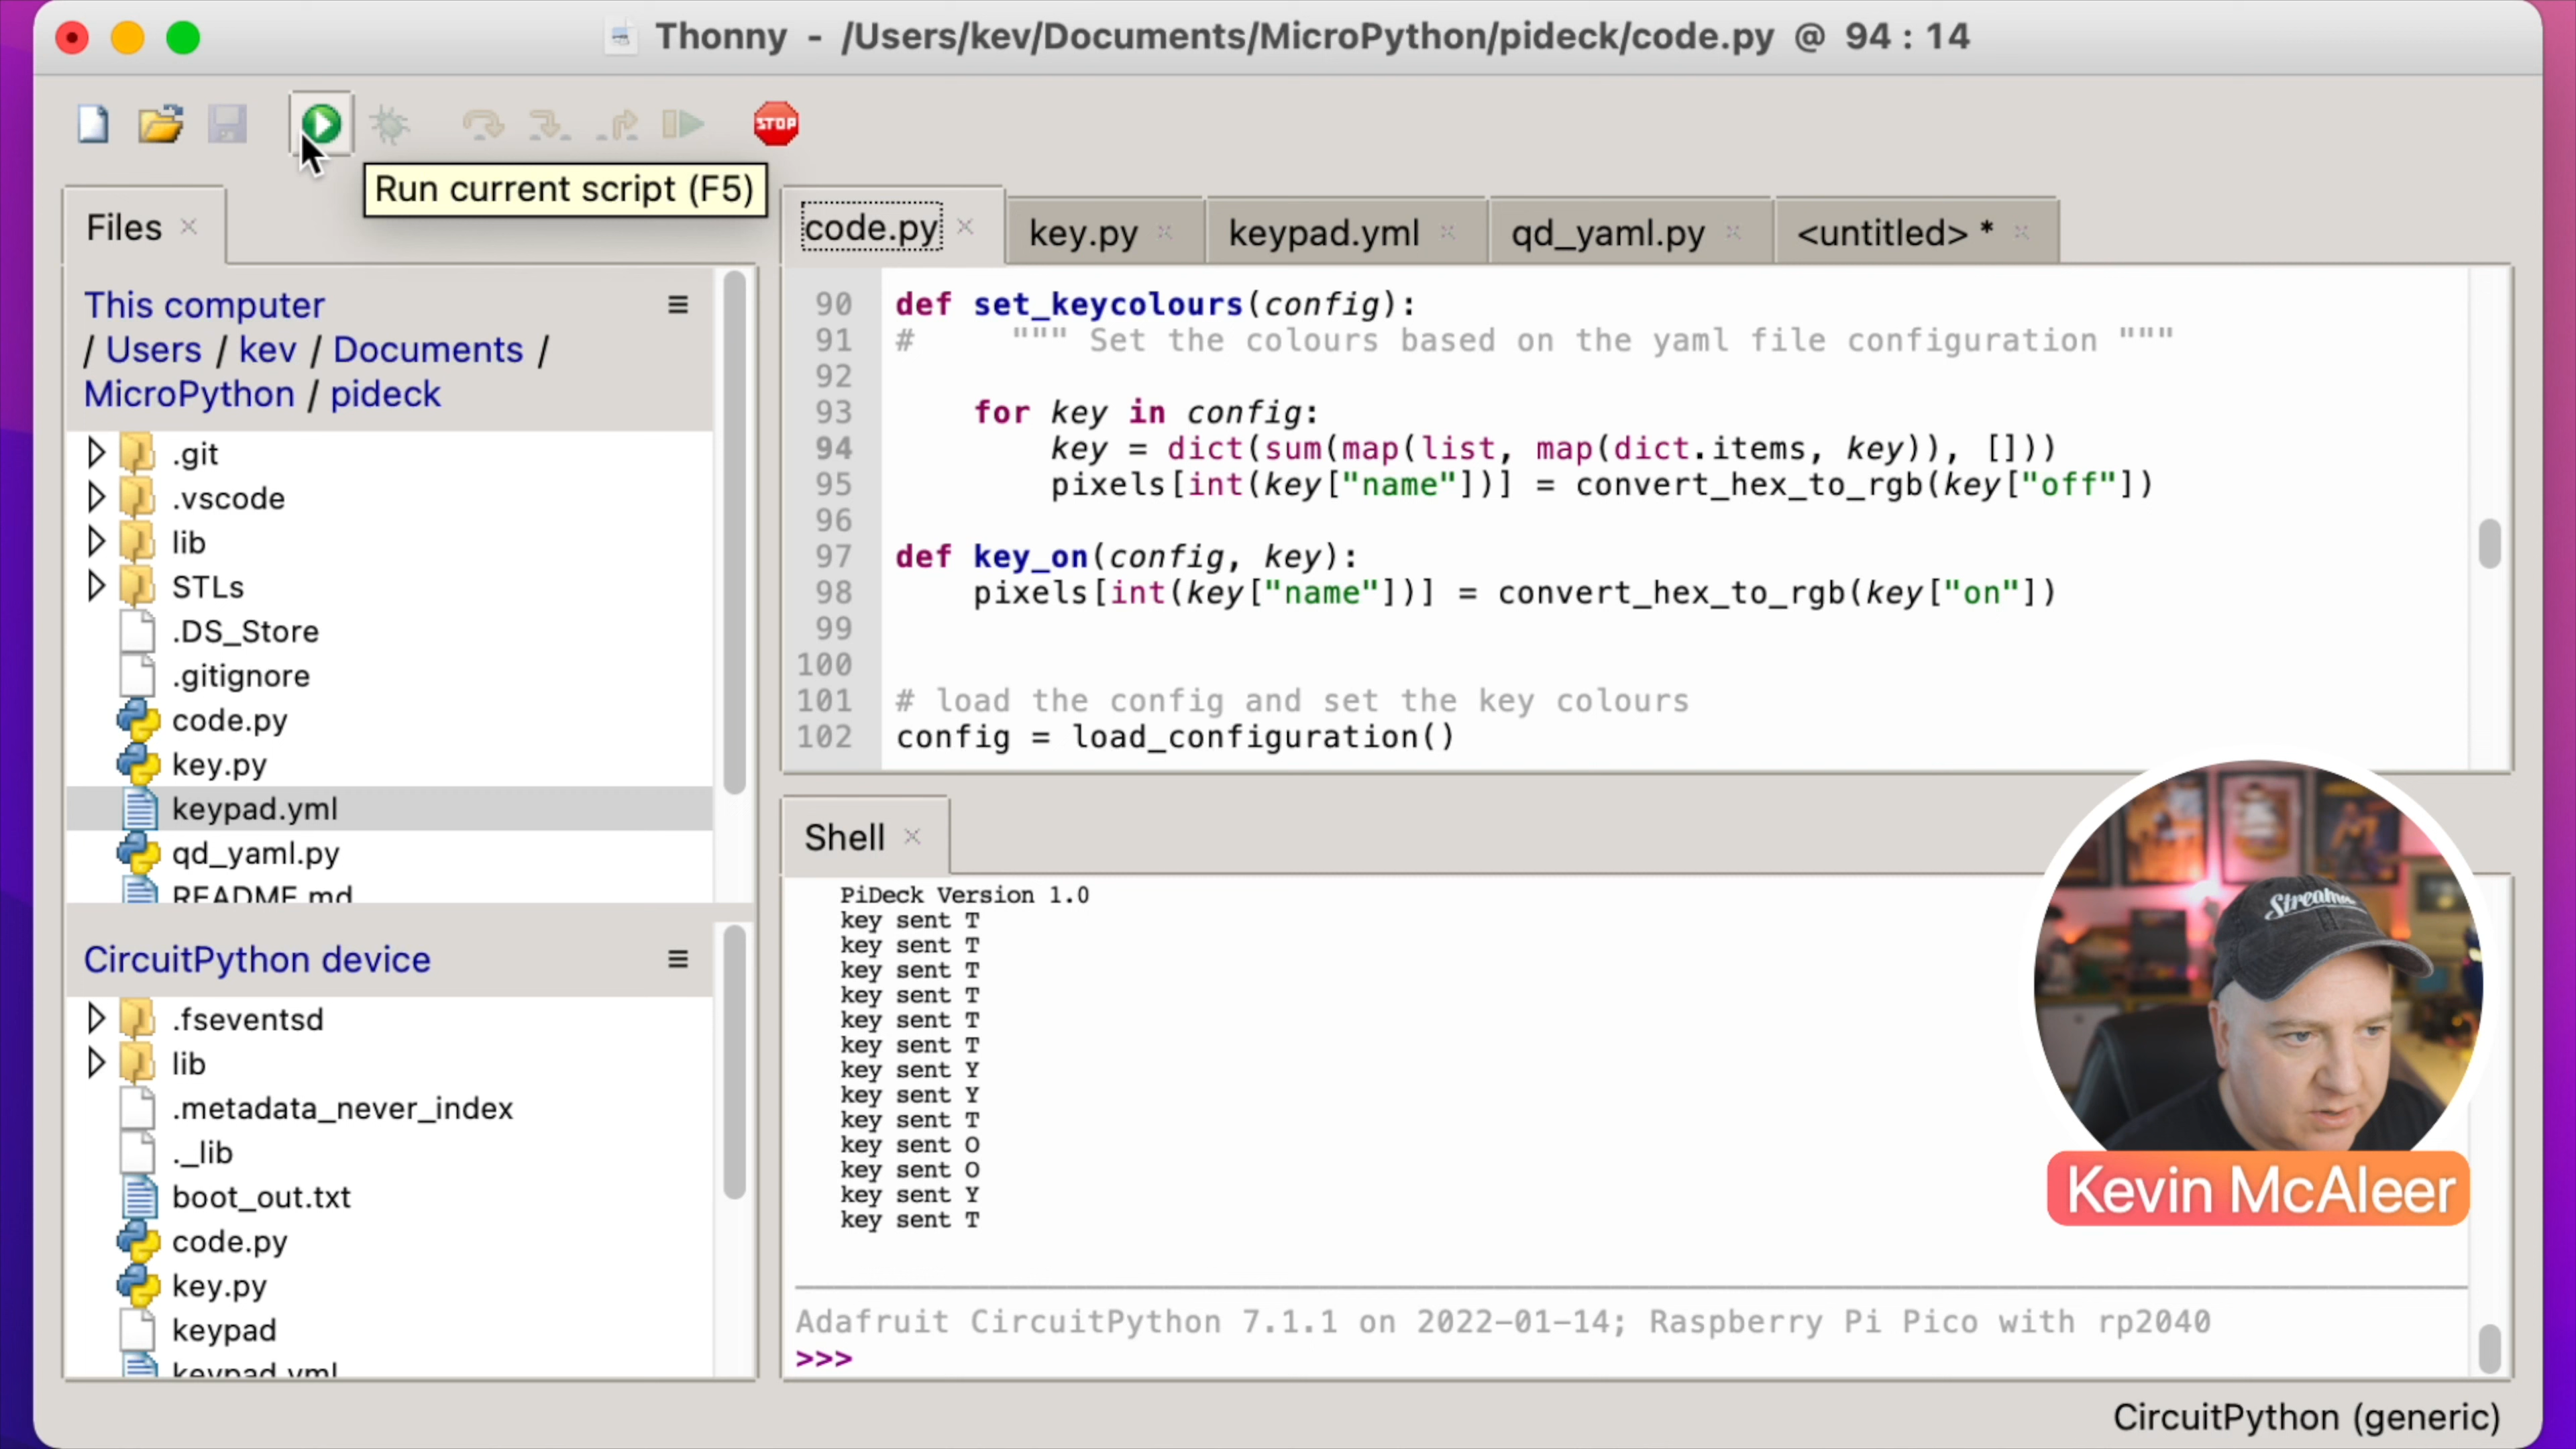 Thonny - /Users/kev/Documents/MicroPython/pideck/code.py @ 94 : 14
STOP
Run current script (F5)
Files
code.py
key.py
keypad.yml
qd_yaml.py
<untitled> *
This computer
/ Users / kev / Documents /
MicroPython / pideck
.git
.vscode
lib
STLs
.DS_Store
.gitignore
code.py
key.py
keypad.yml
qd_yaml.py
README.md
CircuitPython device
.fseventsd
lib
.metadata_never_index
._lib
boot_out.txt
code.py
key.py
keypad
keypad.yml
90 def set_keycolours(config):
91 #     """ Set the colours based on the yaml file configuration """
92
93     for key in config:
94         key = dict(sum(map(list, map(dict.items, key)), []))
95         pixels[int(key["name"])] = convert_hex_to_rgb(key["off"])
96
97 def key_on(config, key):
98     pixels[int(key["name"])] = convert_hex_to_rgb(key["on"])
99
100
101 # load the config and set the key colours
102 config = load_configuration()
Shell
PiDeck Version 1.0
key sent T
key sent T
key sent T
key sent T
key sent T
key sent T
key sent Y
key sent Y
key sent T
key sent O
key sent O
key sent Y
key sent T
Adafruit CircuitPython 7.1.1 on 2022-01-14; Raspberry Pi Pico with rp2040
>>>
Kevin McAleer
CircuitPython (generic)